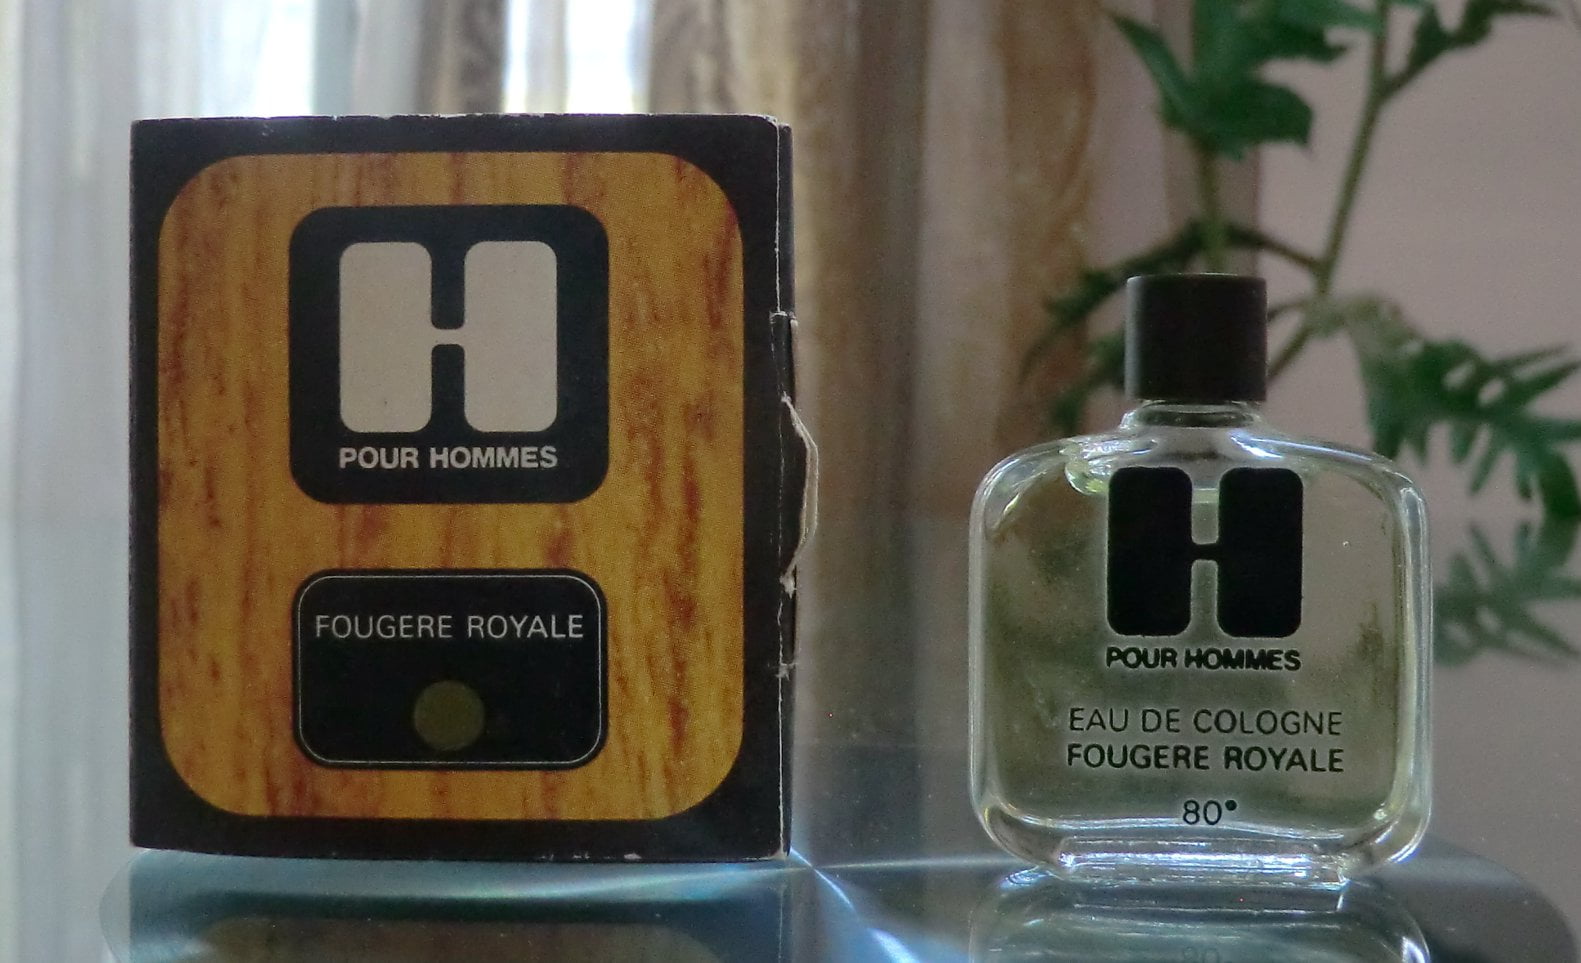 H
POUR HOMMES
FOUGERE ROYALE
H
POUR HOMMES
EAU DE COLOGNE
FOUGERE ROYALE
80°